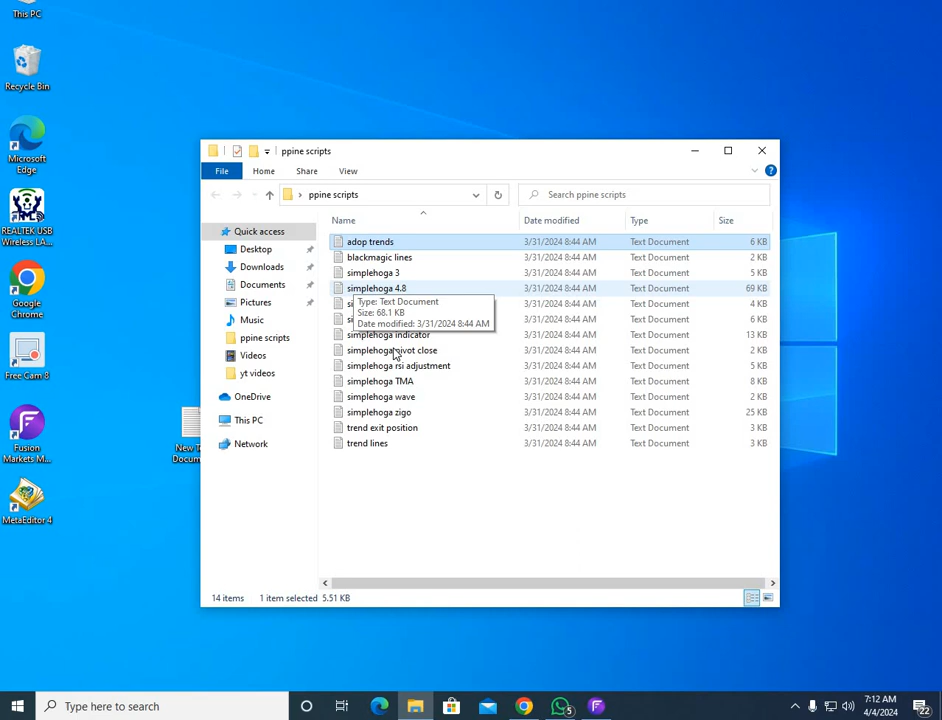 This PC
Recycle Bin
Microsoft
Edge
REALTEK USB
Wireless LA...
Google
Chrome
Free Cam 8
Fusion
Markets M...
MetaEditor 4
New T
Docum
ppine scripts
File
Home
Share
View
ppine scripts
Search ppine scripts
Quick access
Desktop
Downloads
Documents
Pictures
Music
ppine scripts
Videos
yt videos
OneDrive
This PC
Network
Name
Date modified
Type
Size
adop trends 3/31/2024 8:44 AM Text Document 6 KB
blackmagic lines 3/31/2024 8:44 AM Text Document 2 KB
simplehoga 3 3/31/2024 8:44 AM Text Document 5 KB
simplehoga 4.8 3/31/2024 8:44 AM Text Document 69 KB
3/31/2024 8:44 AM Text Document 4 KB
3/31/2024 8:44 AM Text Document 6 KB
simplehoga indicator 3/31/2024 8:44 AM Text Document 13 KB
simplehoga pivot close 3/31/2024 8:44 AM Text Document 2 KB
simplehoga rsi adjustment 3/31/2024 8:44 AM Text Document 5 KB
simplehoga TMA 3/31/2024 8:44 AM Text Document 8 KB
simplehoga wave 3/31/2024 8:44 AM Text Document 2 KB
simplehoga zigo 3/31/2024 8:44 AM Text Document 25 KB
trend exit position 3/31/2024 8:44 AM Text Document 3 KB
trend lines 3/31/2024 8:44 AM Text Document 3 KB
Type: Text Document
Size: 68.1 KB
Date modified: 3/31/2024 8:44 AM
14 items 1 item selected 5.51 KB
Type here to search
5
7:12 AM
4/4/2024
22